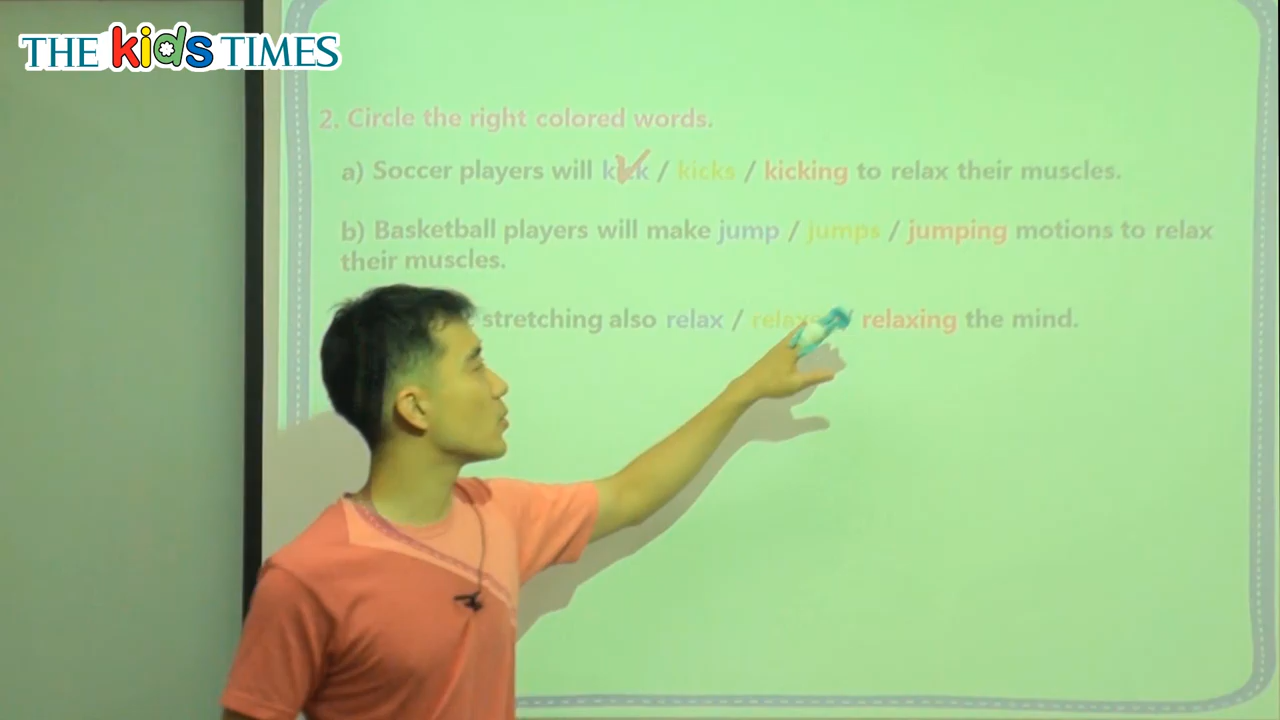 THE kids TIMES
2. Circle the right colored words.
a) Soccer players will kick / kicks / kicking to relax their muscles.
b) Basketball players will make jump / jumps / jumping motions to relax
their muscles.
stretching also relax / / relaxing the mind.